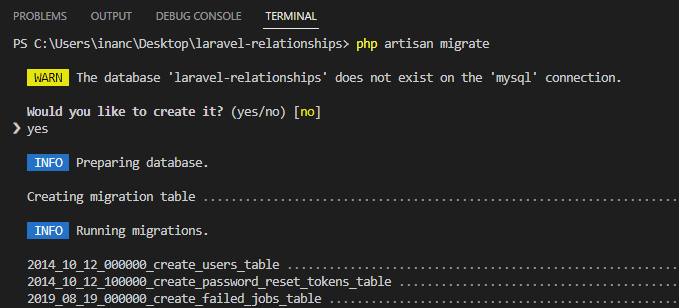 PROBLEMS OUTPUT DEBUG CONSOLE TERMINAL
PS C:\Users\inanc\Desktop\laravel-relationships> php artisan migrate
WARN The database 'laravel-relationships' does not exist on the 'mysql' connection.
Would you like to create it? (yes/no) [no]
❯ yes
INFO Preparing database.
Creating migration table ......................................................................
INFO Running migrations.
2014_10_12_000000_create_users_table ..........................................................
2014_10_12_100000_create_password_reset_tokens_table ..........................................
2019_08_19_000000_create_failed_jobs_table ....................................................